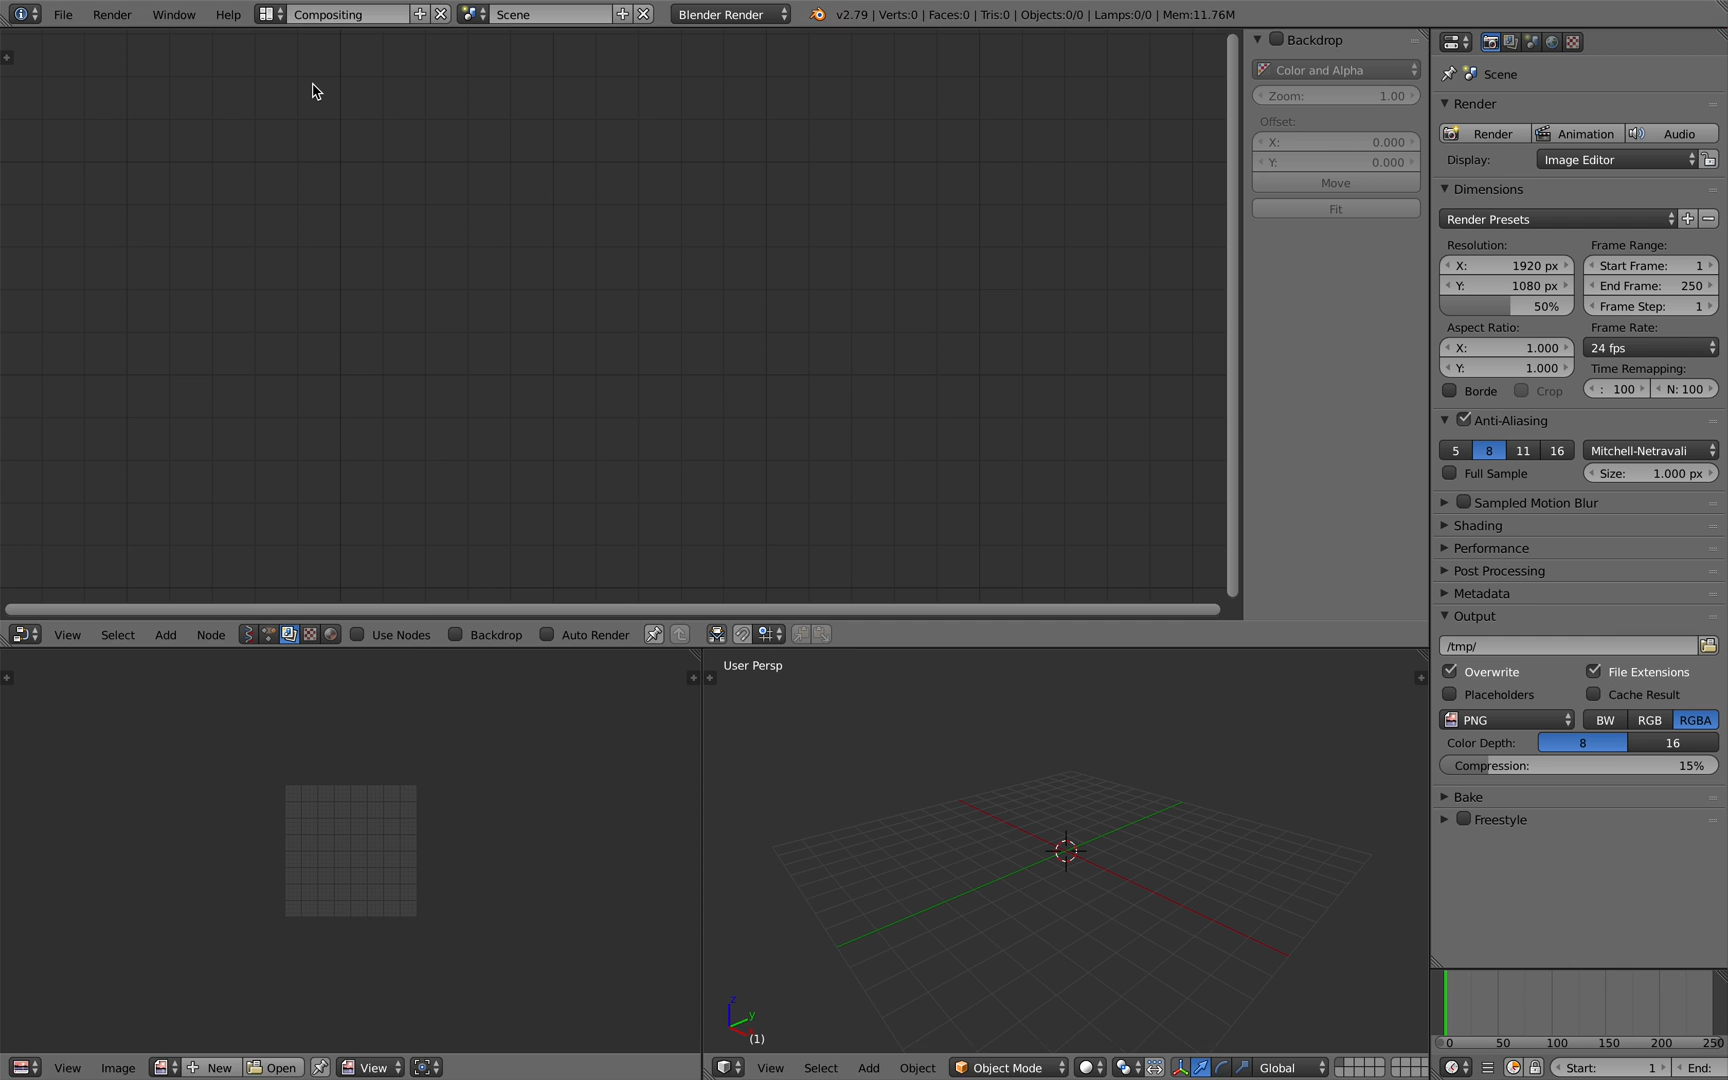 File Render Window Help Compositing Scene Blender Render v2.79 | Verts:0 | Faces:0 | Tris:0 | Objects:0/0 | Lamps:0/0 | Mem:11.76M
Backdrop
Color and Alpha
Zoom: 1.00
Offset:
X: 0.000
Y: 0.000
Move
Fit
Scene
Render
Render Animation Audio
Display: Image Editor
Dimensions
Render Presets
Resolution: Frame Range:
X: 1920 px Start Frame: 1
Y: 1080 px End Frame: 250
50% Frame Step: 1
Aspect Ratio: Frame Rate:
X: 1.000 24 fps
Y: 1.000 Time Remapping:
Borde Crop : 100 N: 100
Anti-Aliasing
5 8 11 16 Mitchell-Netravali
Full Sample Size: 1.000 px
Sampled Motion Blur
Shading
Performance
Post Processing
Metadata
Output
/tmp/
Overwrite File Extensions
Placeholders Cache Result
PNG BW RGB RGBA
Color Depth: 8 16
Compression: 15%
Bake
Freestyle
View Select Add Node Use Nodes Backdrop Auto Render
User Persp
z
y
(1)
0 50 100 150 200 250
View Image New Open View
View Select Add Object Object Mode Global
Start: 1 End: